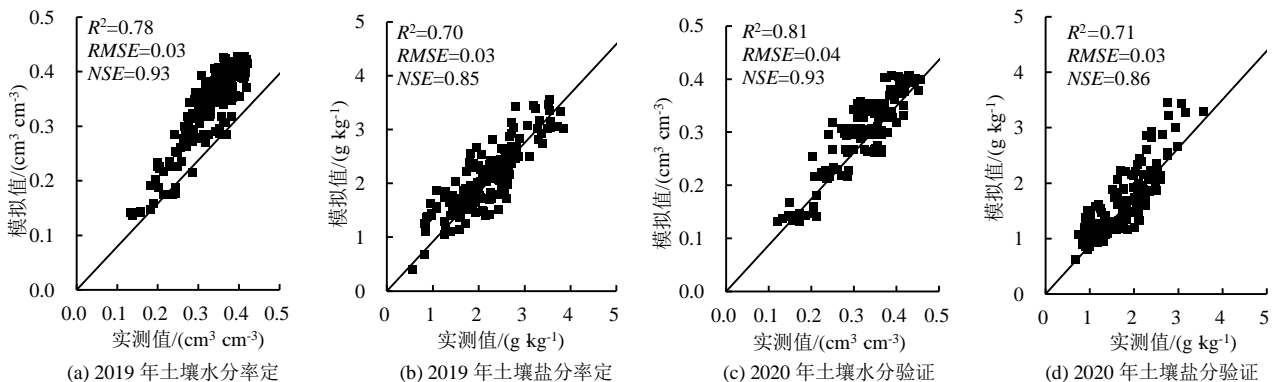 0.5
0.4
0.3
0.2
0.1
0.0
0.0 0.1 0.2 0.3 0.4 0.5
模拟值/(cm³ cm⁻³)
实测值/(cm³ cm⁻³)
R²=0.78
RMSE=0.03
NSE=0.93
(a) 2019 年土壤水分率定
5
4
3
2
1
0
0 1 2 3 4 5
模拟值/(g kg⁻¹)
实测值/(g kg⁻¹)
R²=0.70
RMSE=0.03
NSE=0.85
(b) 2019 年土壤盐分率定
0.5
0.4
0.3
0.2
0.1
0.0
0.0 0.1 0.2 0.3 0.4 0.5
模拟值/(cm³ cm⁻³)
实测值/(cm³ cm⁻³)
R²=0.81
RMSE=0.04
NSE=0.93
(c) 2020 年土壤水分验证
5
4
3
2
1
0
0 1 2 3 4 5
模拟值/(g kg⁻¹)
实测值/(g kg⁻¹)
R²=0.71
RMSE=0.03
NSE=0.86
(d) 2020 年土壤盐分验证